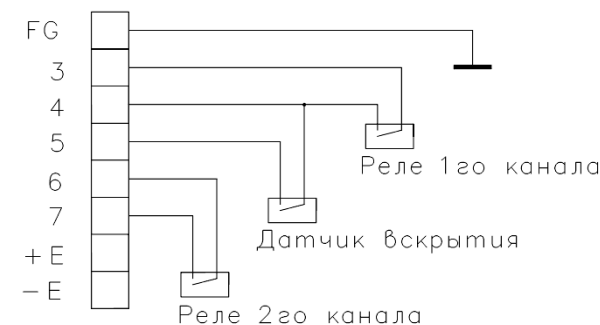 FG
3
4
5
Реле 1го канала
6
7
Датчик вскрытия
+E
-E
Реле 2го канала